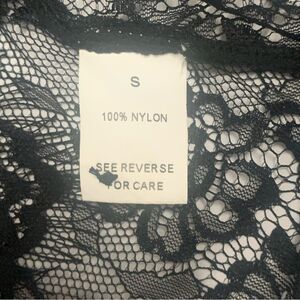 S
100% NYLON
SEE REVERSE
FOR CARE